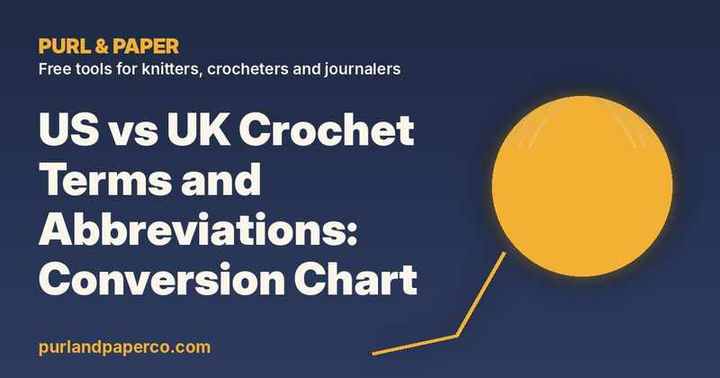 PURL & PAPER
Free tools for knitters, crocheters and journalers
US vs UK Crochet
Terms and
Abbreviations:
Conversion Chart
purlandpaperco.com